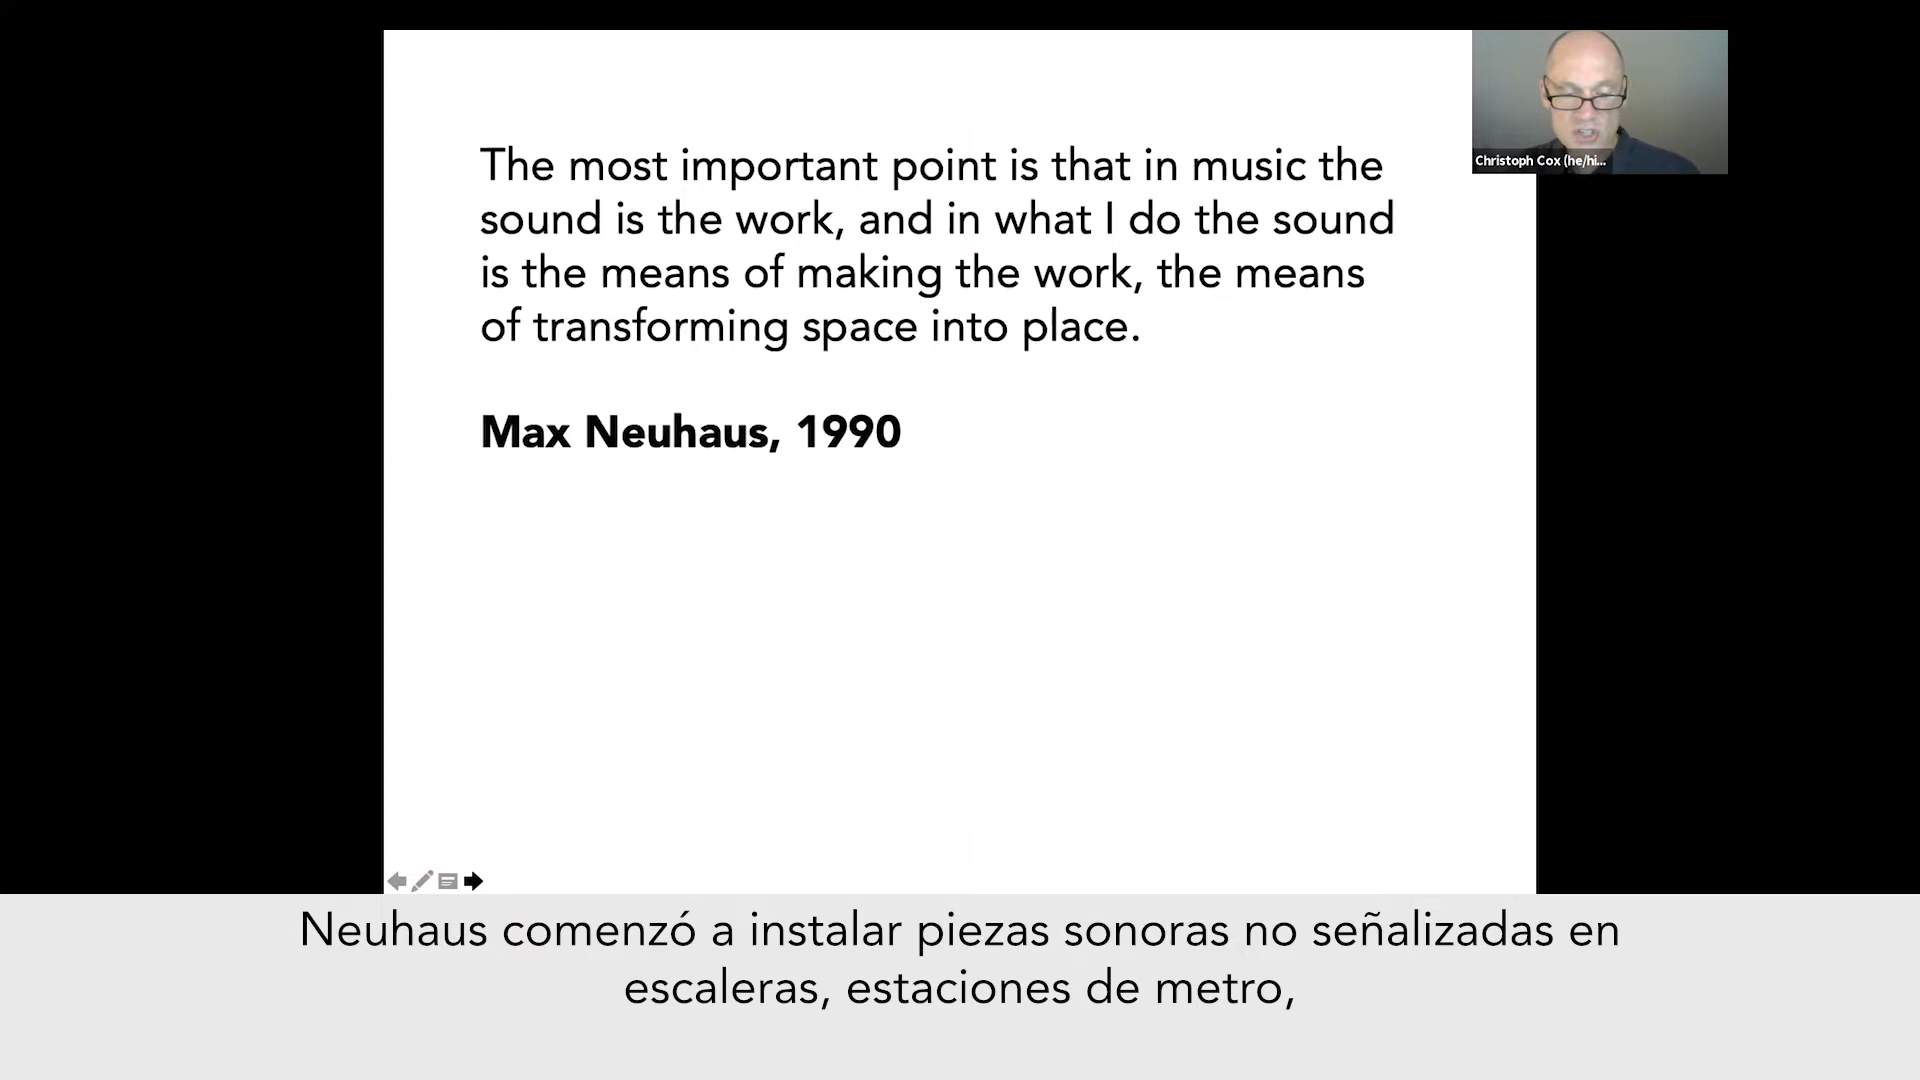 The most important point is that in music the
sound is the work, and in what I do the sound
is the means of making the work, the means
of transforming space into place.
Max Neuhaus, 1990
Christoph Cox (he/hi...
Neuhaus comenzó a instalar piezas sonoras no señalizadas en
escaleras, estaciones de metro,